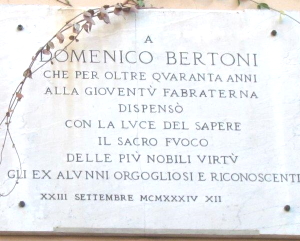 A
DOMENICO BERTONI
CHE PER OLTRE QVARANTA ANNI
ALLA GIOVENTÙ FABRATERNA
DISPENSÒ
CON LA LVCE DEL SAPERE
IL SACRO FVOCO
DELLE PIÙ NOBILI VIRTÙ
GLI EX ALVNNI ORGOGLIOSI E RICONOSCENTI
XXIII SETTEMBRE MCMXXXIV XII